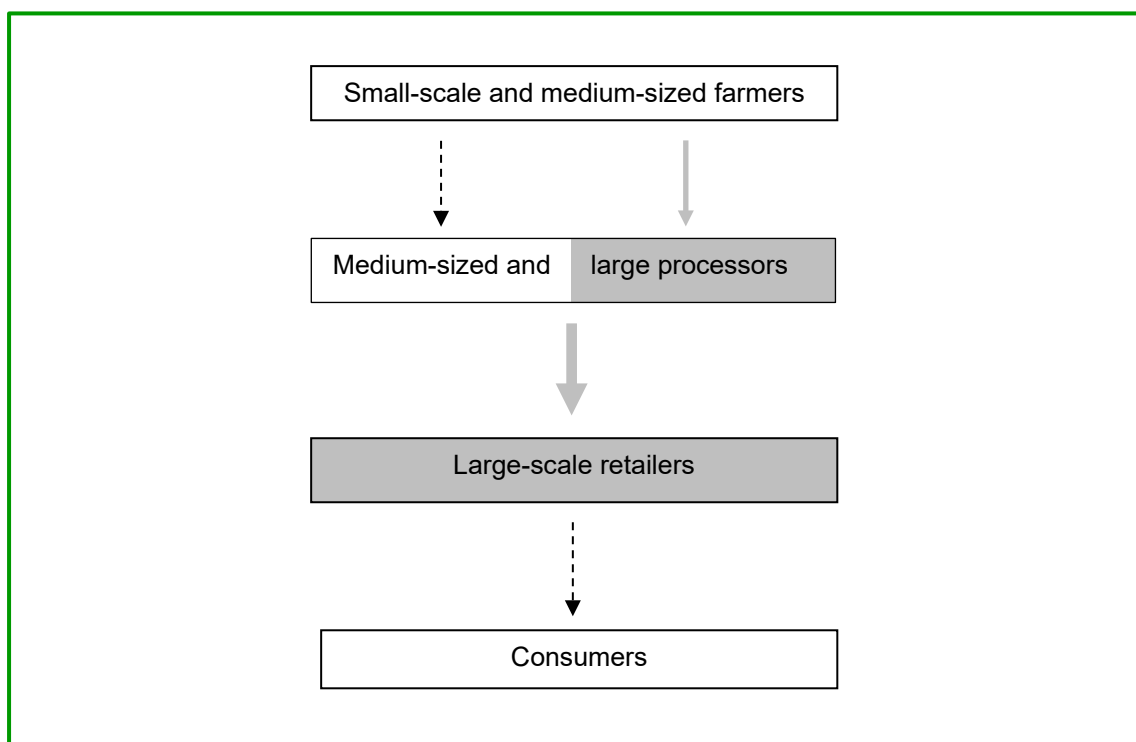 Small-scale and medium-sized farmers
Medium-sized and large processors
Large-scale retailers
Consumers